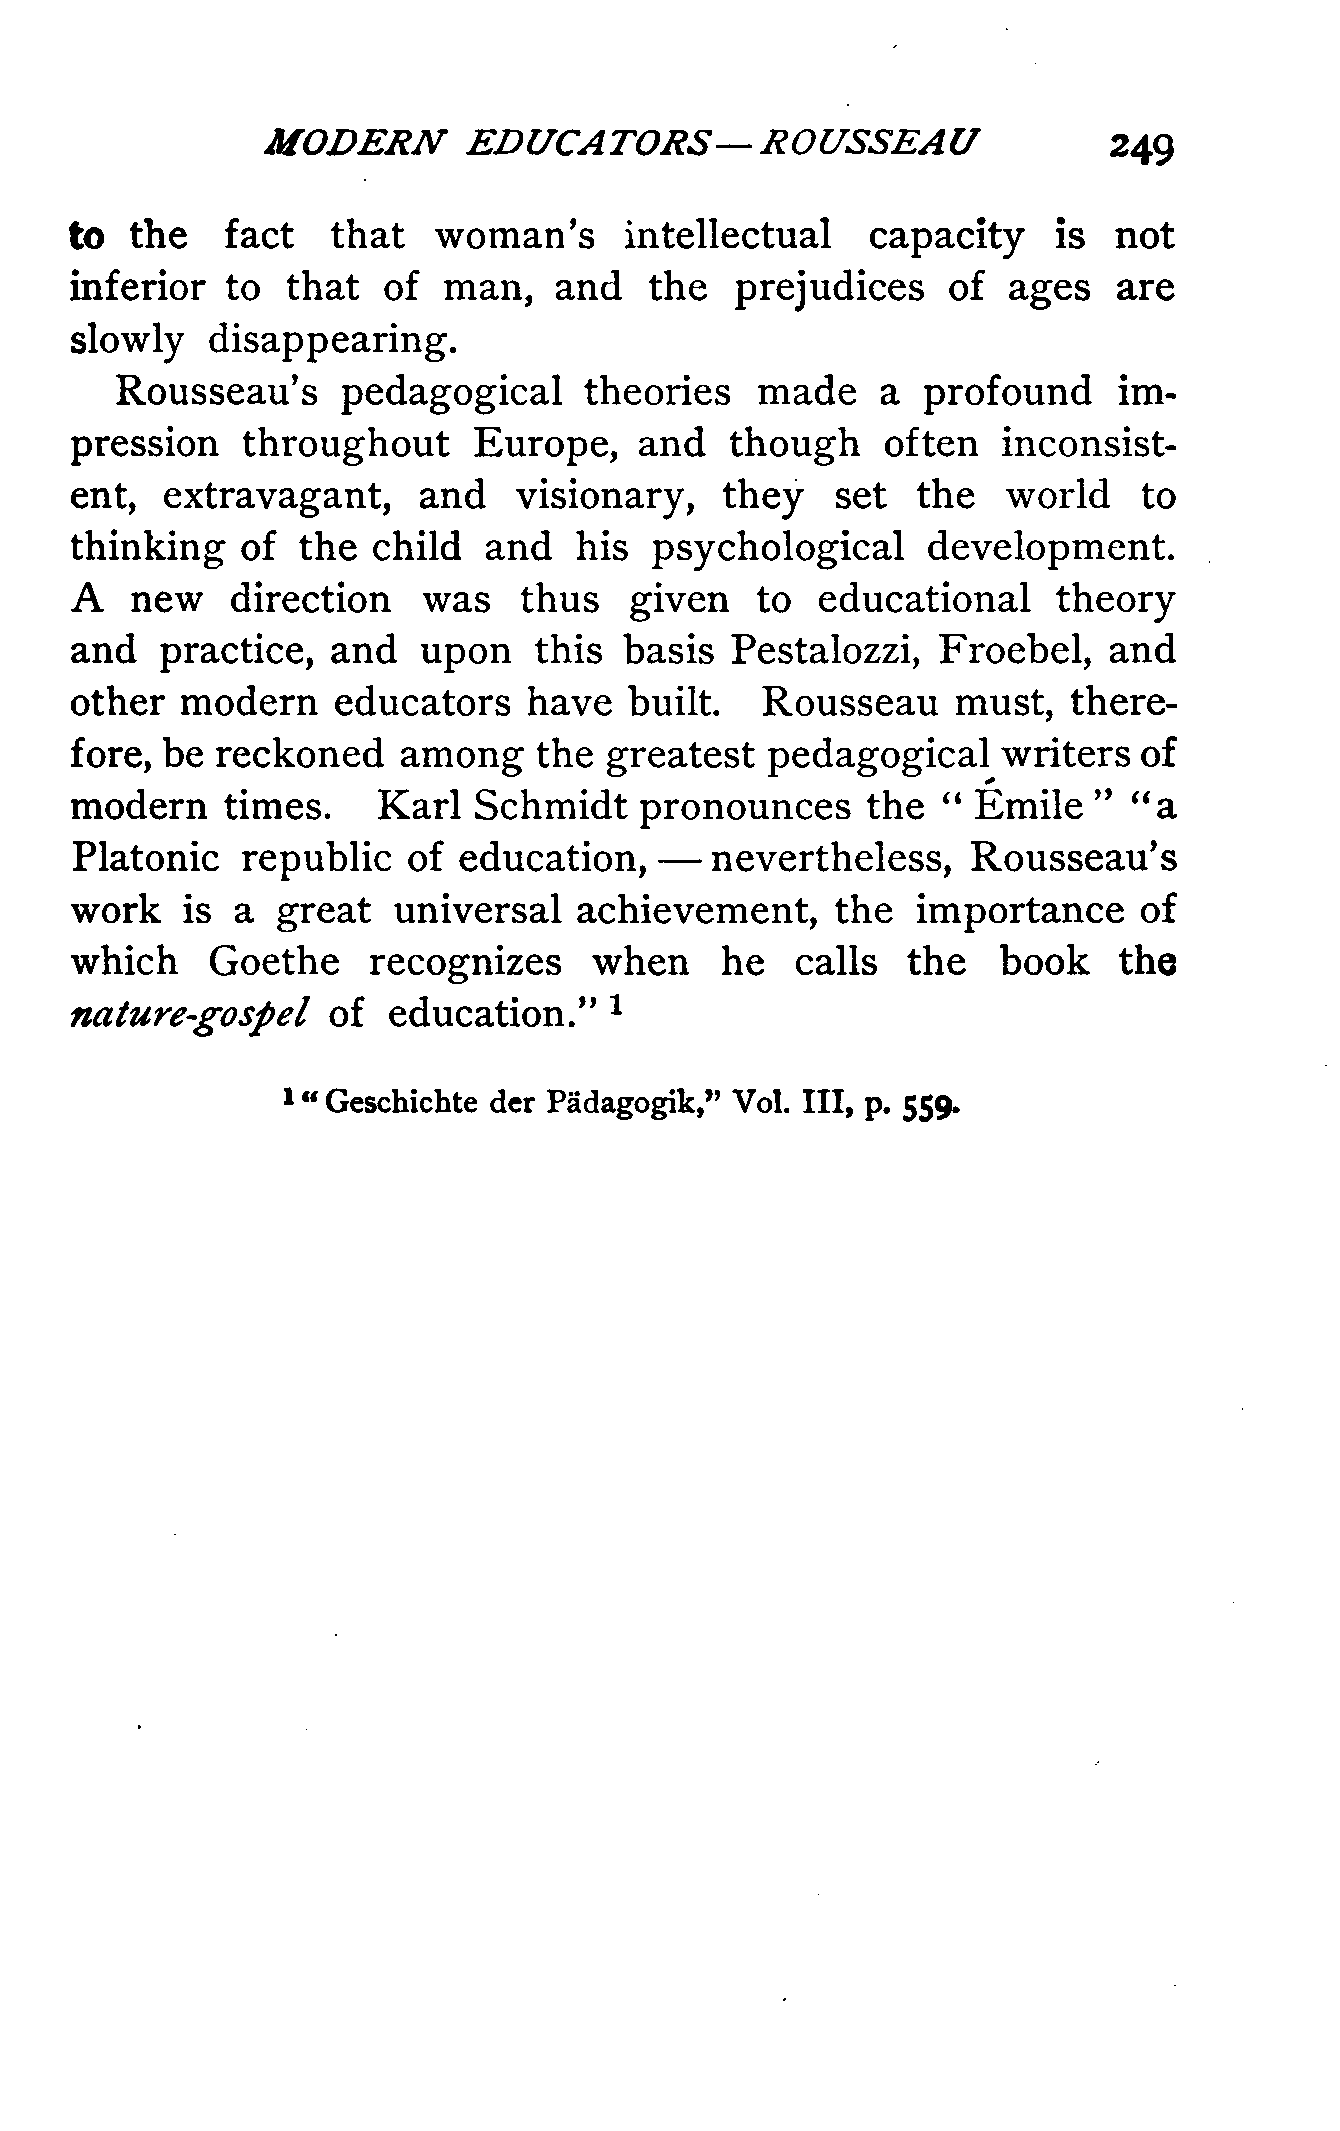 MODERN EDUCATORS—ROUSSEAU 249
to the fact that woman's intellectual capacity is not
inferior to that of man, and the prejudices of ages are
slowly disappearing.
Rousseau's pedagogical theories made a profound im-
pression throughout Europe, and though often inconsist-
ent, extravagant, and visionary, they set the world to
thinking of the child and his psychological development.
A new direction was thus given to educational theory
and practice, and upon this basis Pestalozzi, Froebel, and
other modern educators have built. Rousseau must, there-
fore, be reckoned among the greatest pedagogical writers of
modern times. Karl Schmidt pronounces the “ Émile ” “a
Platonic republic of education, — nevertheless, Rousseau's
work is a great universal achievement, the importance of
which Goethe recognizes when he calls the book the
nature-gospel of education.” 1
1 “ Geschichte der Pädagogik,” Vol. III, p. 559.